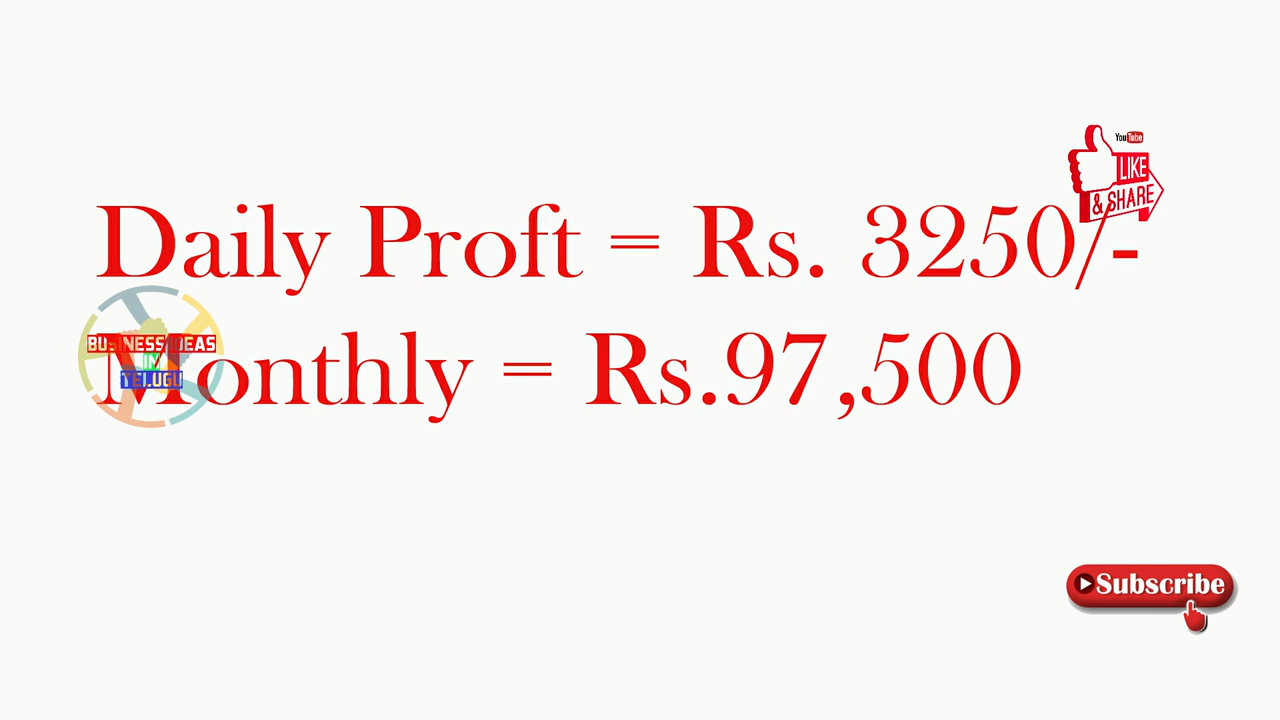 YouTube
LIKE
& SHARE
Daily Proft = Rs. 3250/-
BUSINESS IDEAS
IN
TELUGU
Monthly = Rs.97,500
Subscribe